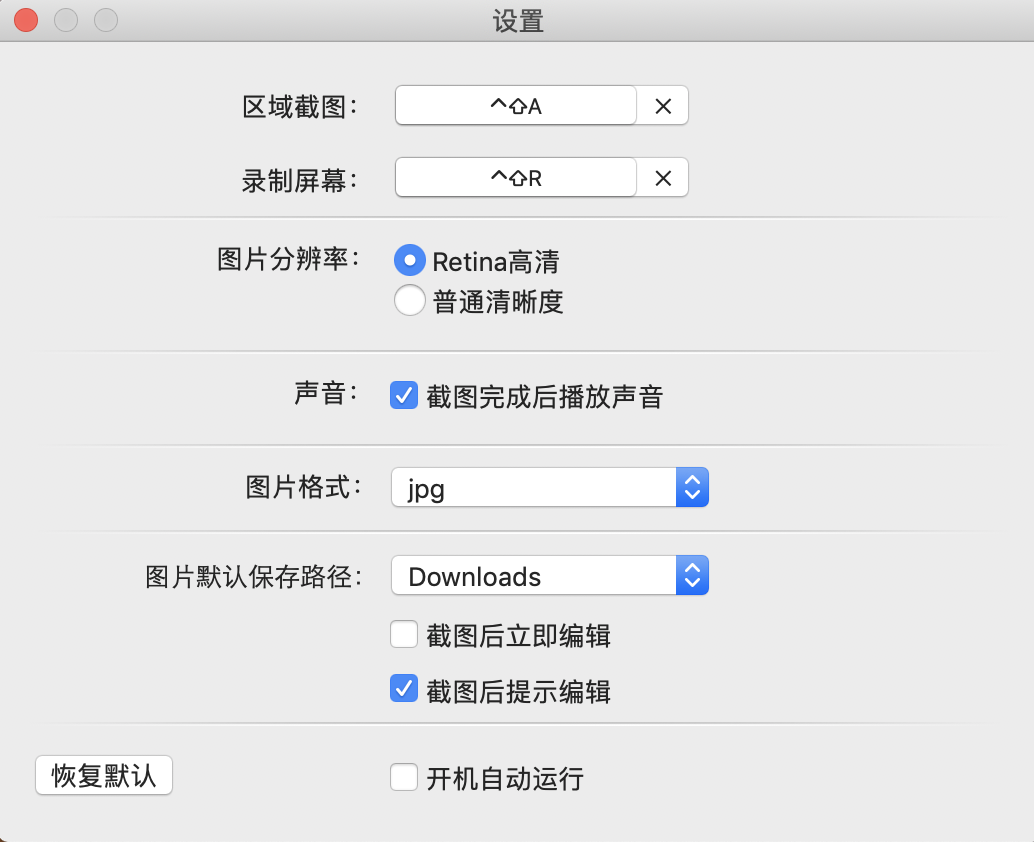 设置
区域截图: ^⇧A ×
录制屏幕: ^⇧R ×
图片分辨率: Retina高清
普通清晰度
声音: 截图完成后播放声音
图片格式: jpg
图片默认保存路径: Downloads
截图后立即编辑
截图后提示编辑
恢复默认 开机自动运行